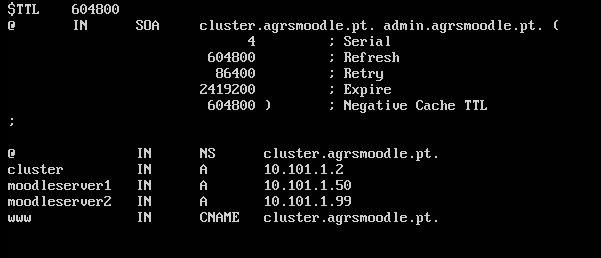 $TTL    604800
@       IN      SOA     cluster.agrsmoodle.pt. admin.agrsmoodle.pt. (
                              4         ; Serial
                         604800         ; Refresh
                          86400         ; Retry
                        2419200         ; Expire
                         604800 )       ; Negative Cache TTL
;
@               IN      NS      cluster.agrsmoodle.pt.
cluster         IN      A       10.101.1.2
moodleserver1   IN      A       10.101.1.50
moodleserver2   IN      A       10.101.1.99
www             IN      CNAME   cluster.agrsmoodle.pt.